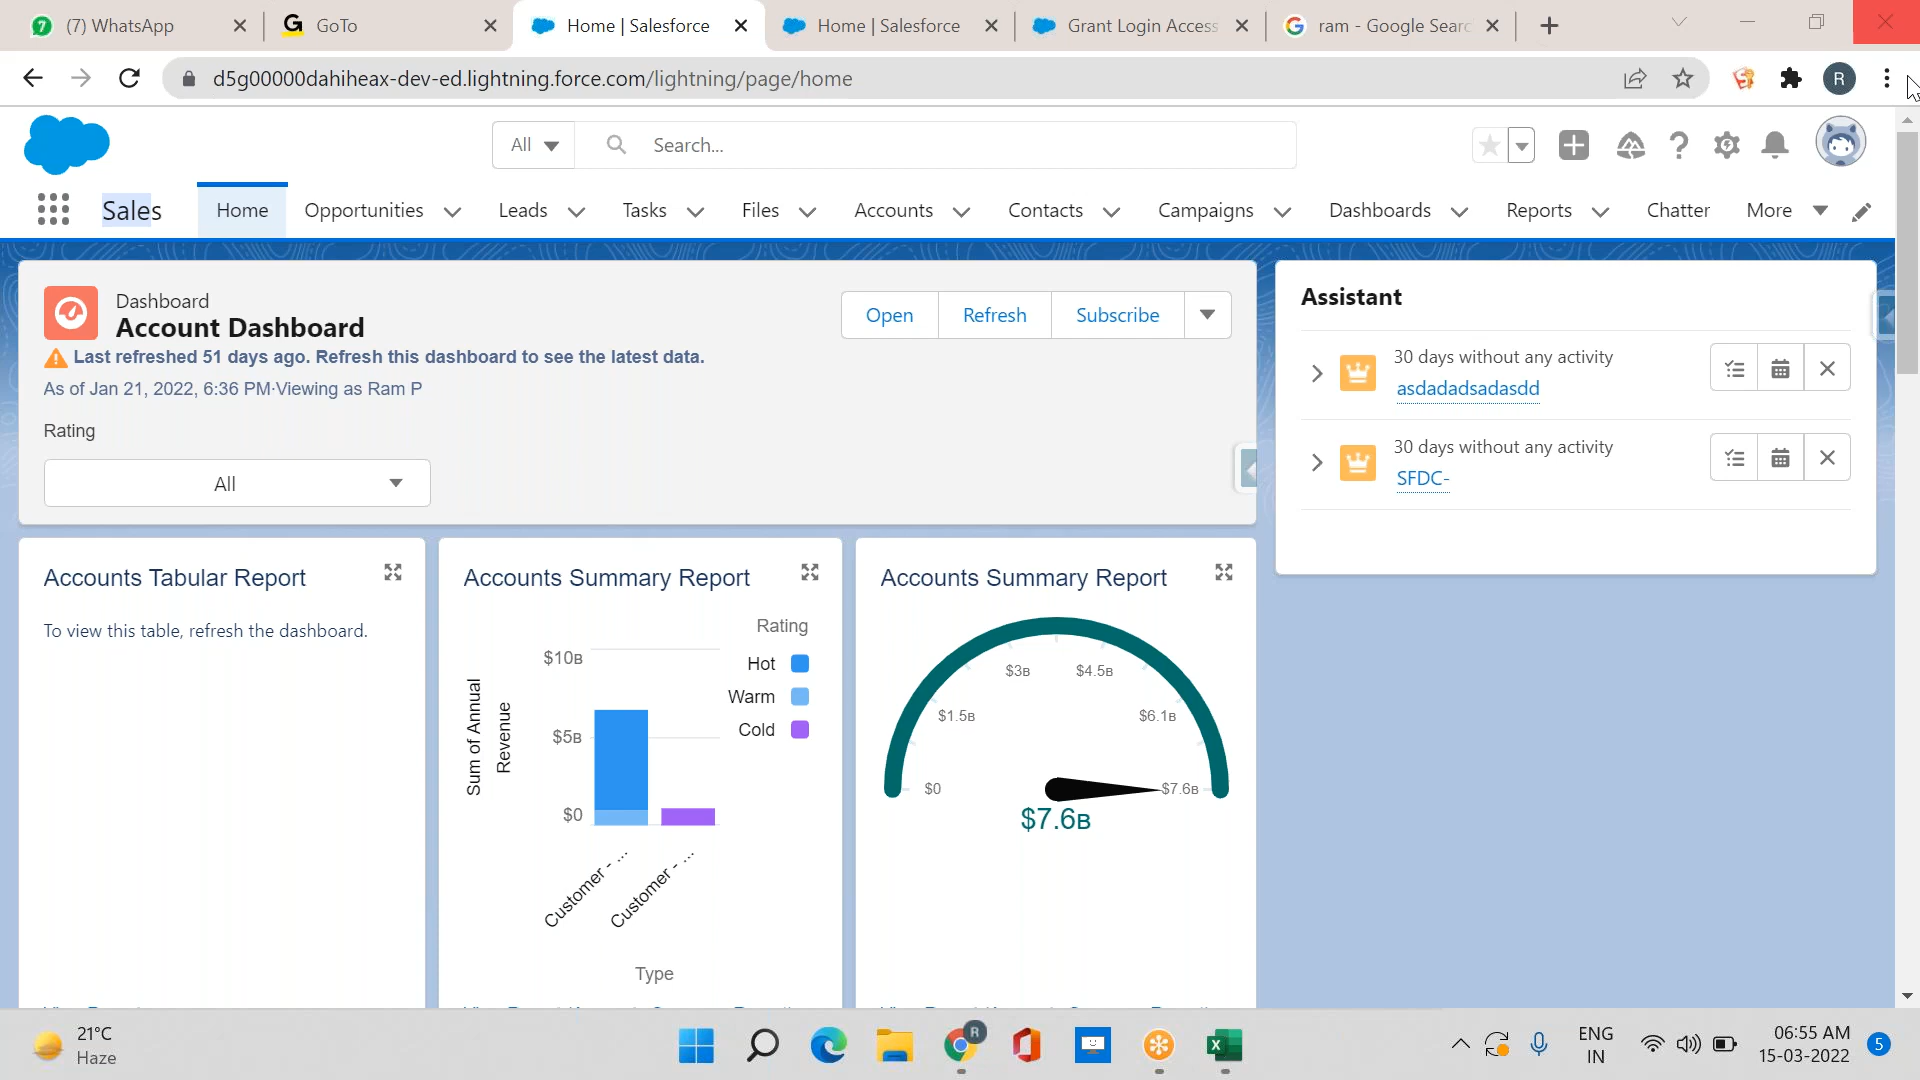 (7) WhatsApp
GoTo
Home | Salesforce
Home | Salesforce
Grant Login Access
ram - Google Searc
d5g00000dahiheax-dev-ed.lightning.force.com/lightning/page/home
R
All
Search...
Sales
Home
Opportunities
Leads
Tasks
Files
Accounts
Contacts
Campaigns
Dashboards
Reports
Chatter
More
Dashboard
Account Dashboard
Last refreshed 51 days ago. Refresh this dashboard to see the latest data.
As of Jan 21, 2022, 6:36 PM·Viewing as Ram P
Open
Refresh
Subscribe
Rating
All
Assistant
30 days without any activity
asdadadsadasdd
30 days without any activity
SFDC-
Accounts Tabular Report
To view this table, refresh the dashboard.
Accounts Summary Report
Rating
Hot
Warm
Cold
Sum of Annual
Revenue
$10B
$5B
$0
Customer - ...
Customer - ...
Type
Accounts Summary Report
$0
$1.5B
$3B
$4.5B
$6.1B
$7.6B
$7.6B
21°C
Haze
R
ENG
IN
06:55 AM
15-03-2022
5